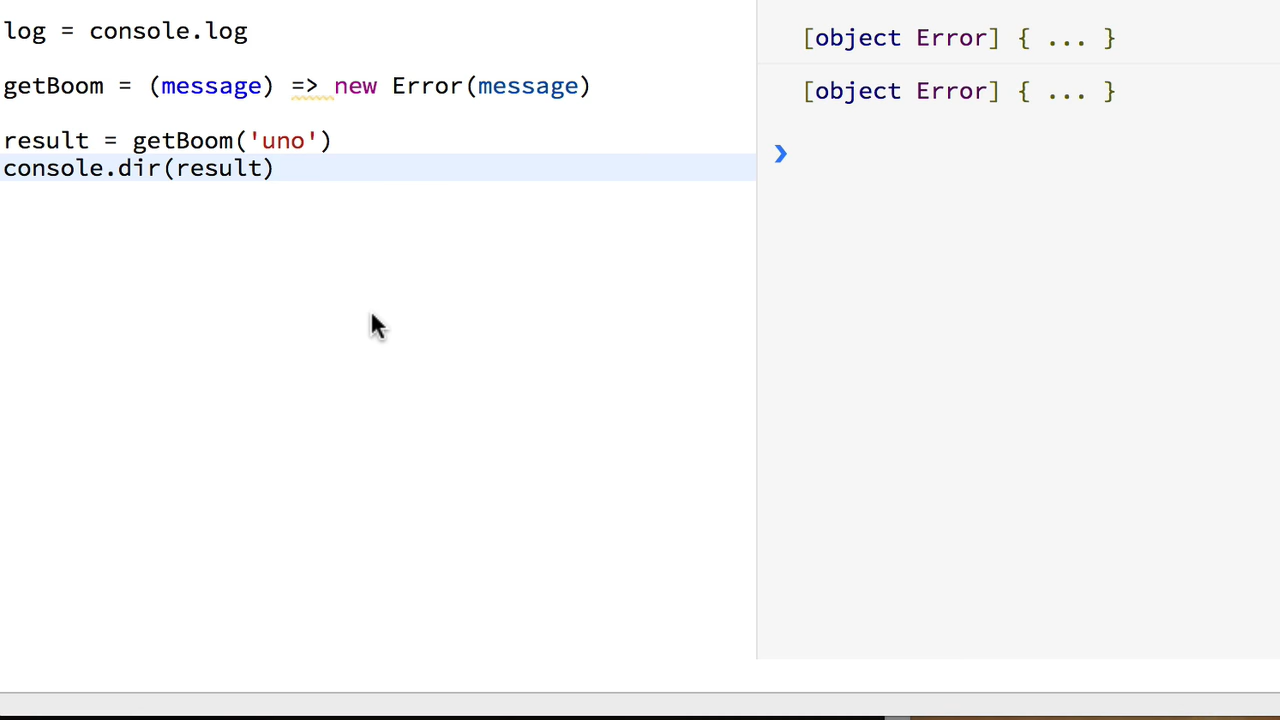 log = console.log
getBoom = (message) => new Error(message)
result = getBoom('uno')
console.dir(result)
[object Error] { ... }
[object Error] { ... }
❯